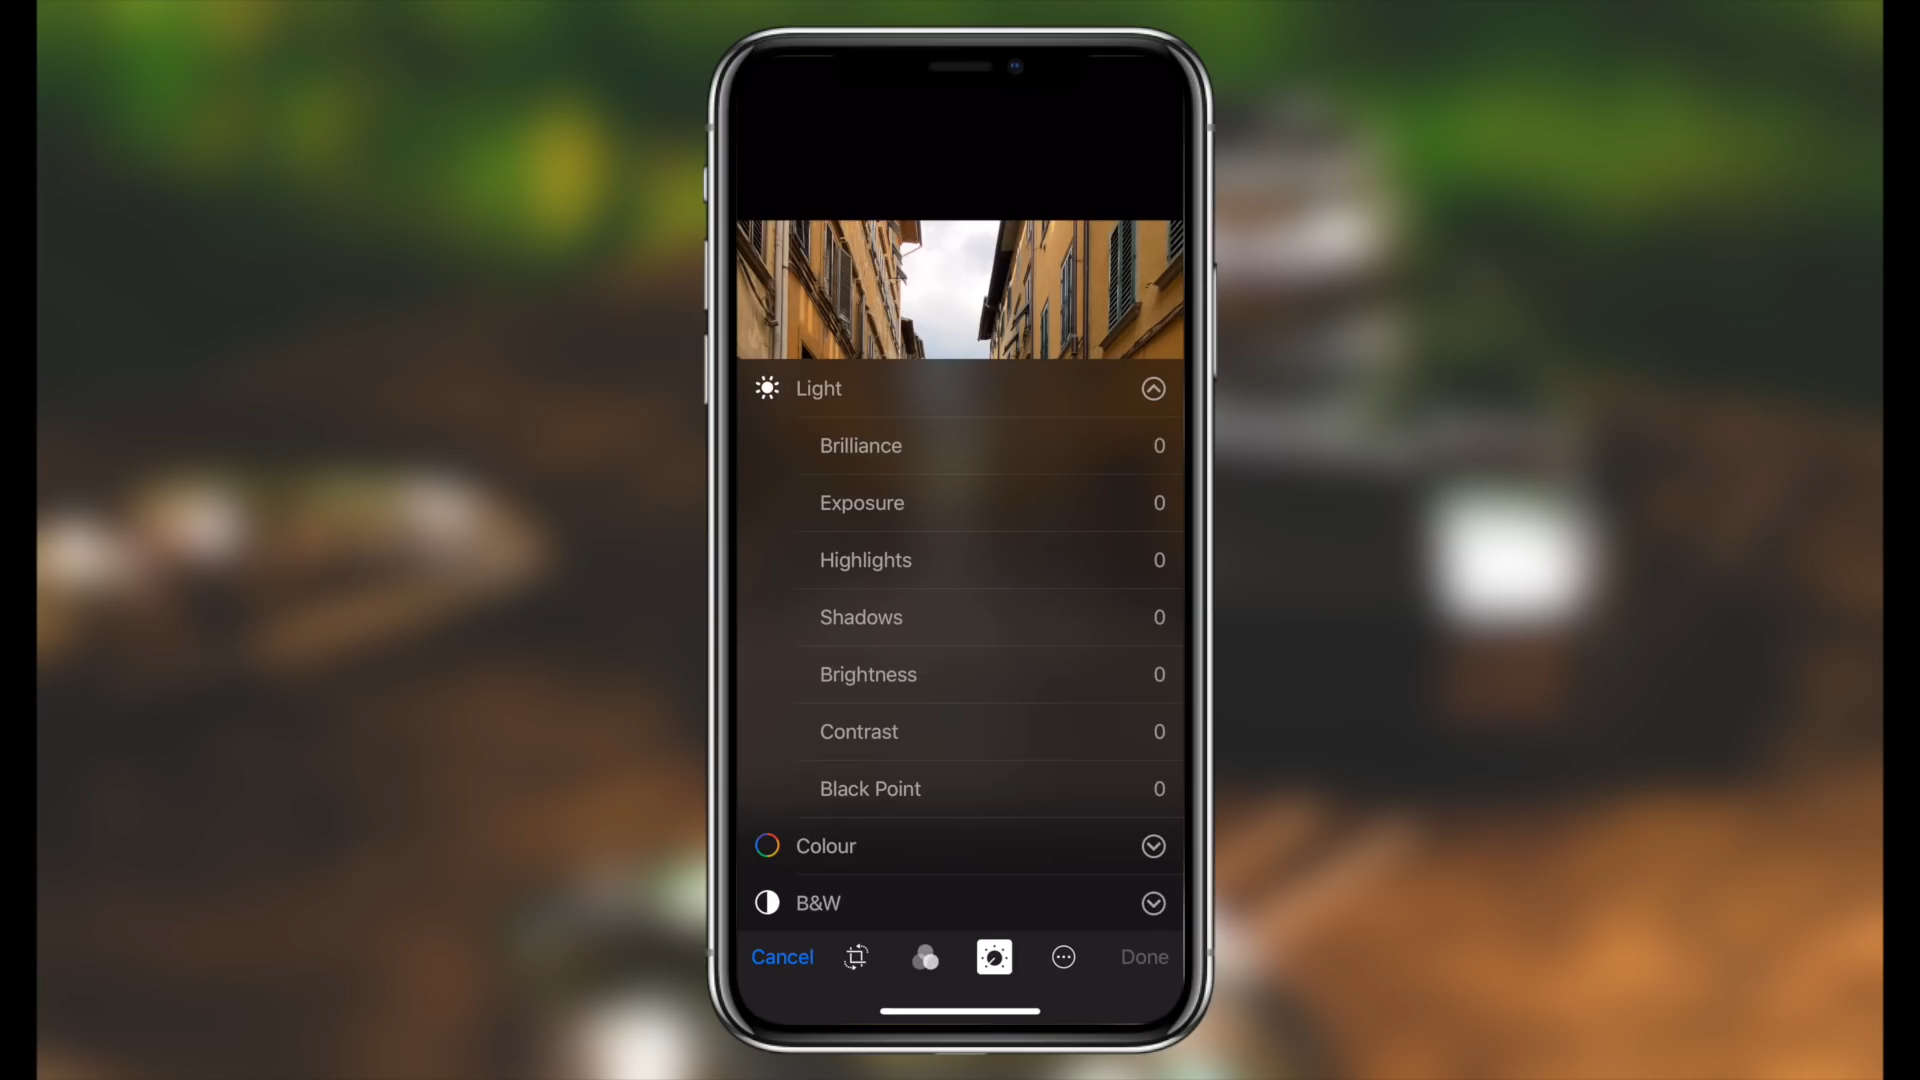 Light
Brilliance 0
Exposure 0
Highlights 0
Shadows 0
Brightness 0
Contrast 0
Black Point 0
Colour
B&W
Cancel Done